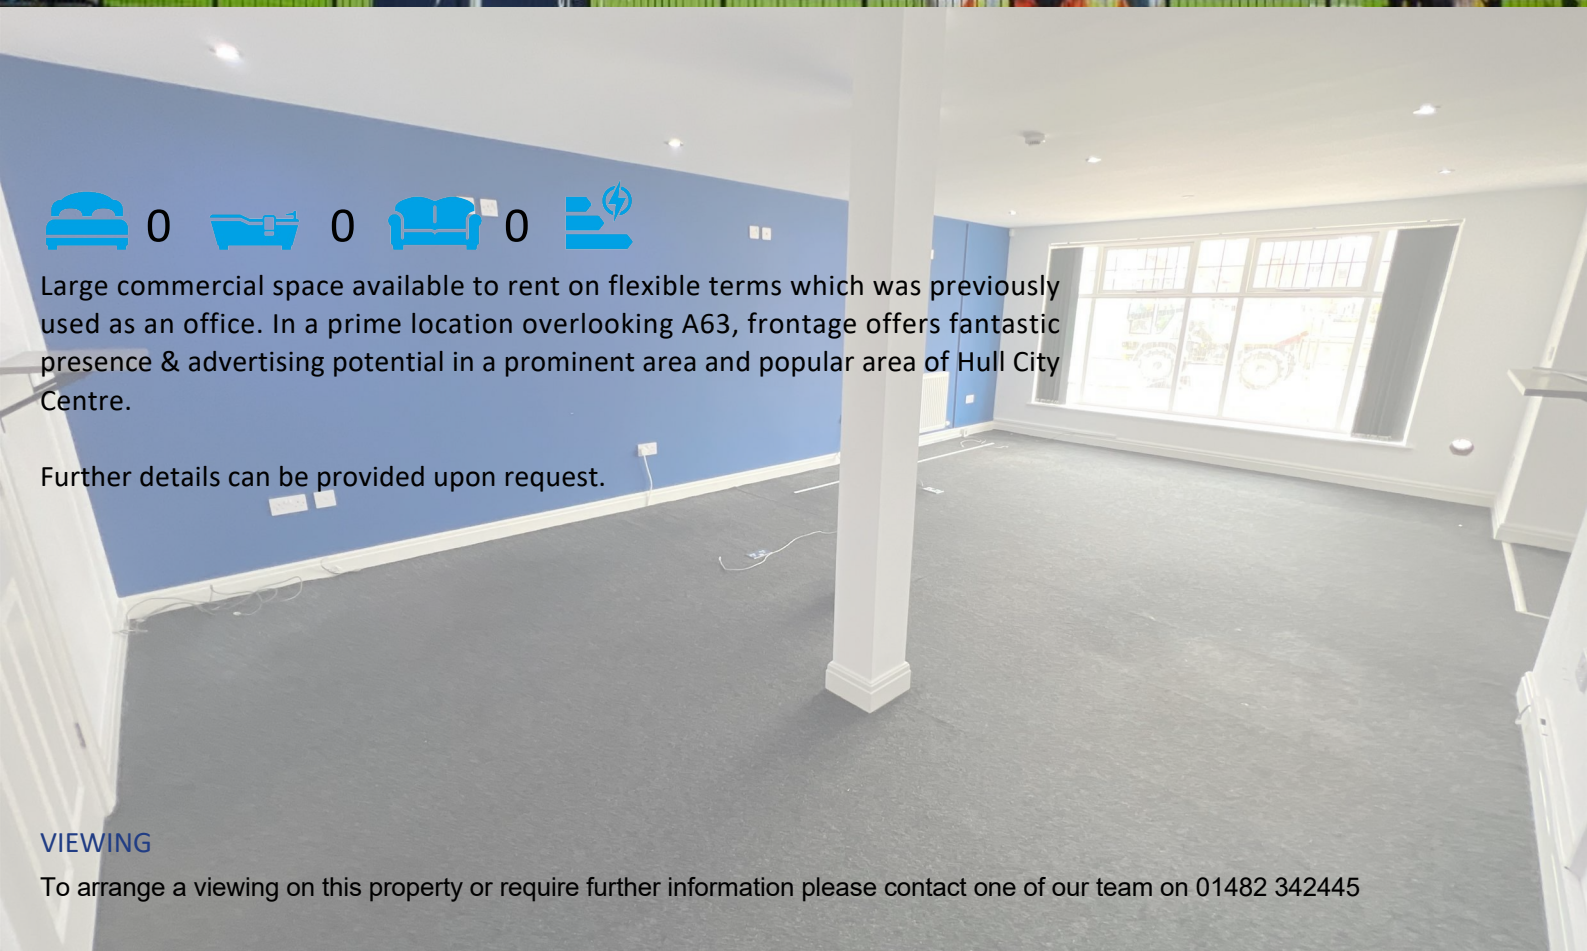 0 0 0
Large commercial space available to rent on flexible terms which was previously
used as an office. In a prime location overlooking A63, frontage offers fantastic
presence & advertising potential in a prominent area and popular area of Hull City
Centre.
Further details can be provided upon request.
VIEWING
To arrange a viewing on this property or require further information please contact one of our team on 01482 342445